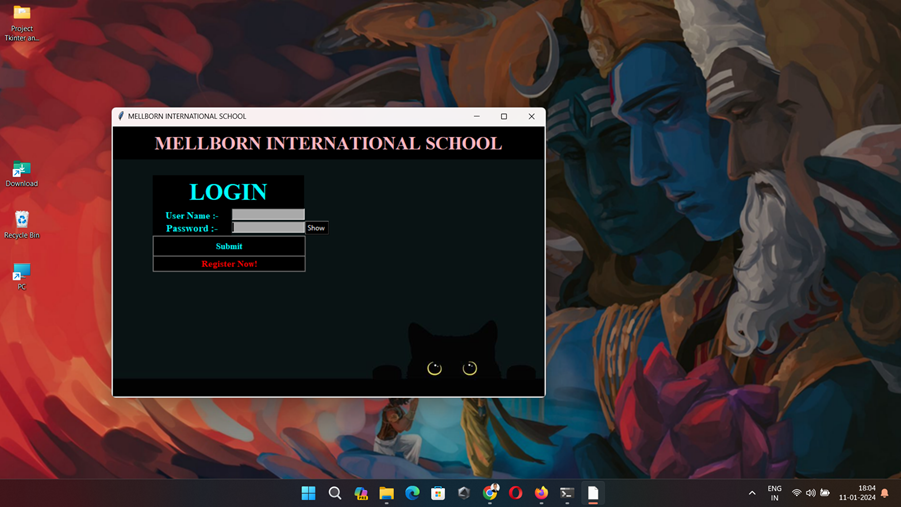 Project
Tkinter an...
Download
Recycle Bin
PC
MELLBORN INTERNATIONAL SCHOOL
MELLBORN INTERNATIONAL SCHOOL
LOGIN
User Name :-
Password :-
Show
Submit
Register Now!
ENG
IN
18:04
11-01-2024